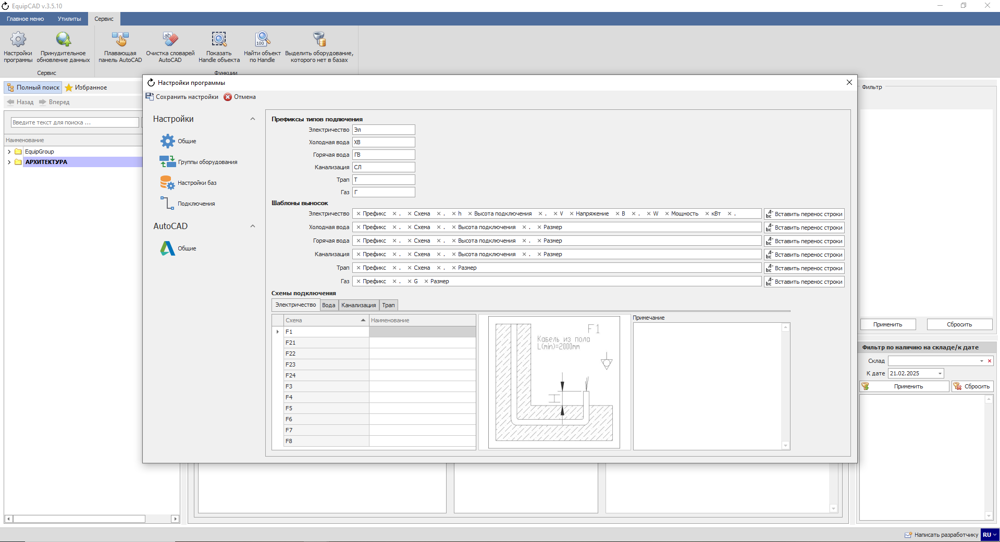 EquipCAD v.3.5.10
Главное меню Утилиты Сервис
Настройки программы
Принудительное обновление данных
Плавающая панель AutoCAD
Очистка словарей AutoCAD
Показать Handle объекта
Найти объект по Handle
Выделить оборудование, которого нет в базах
Сервис Функции
Полный поиск Избранное
Назад Вперед
Введите текст для поиска ...
Наименование
EquipGroup
АРХИТЕКТУРА
Настройки программы
Сохранить настройки Отмена
Настройки
Общие
Группы оборудования
Настройки баз
Подключения
AutoCAD
Общие
Префиксы типов подлючения
Электричество Эл
Холодная вода ХВ
Горячая вода ГВ
Канализация СЛ
Трап Т
Газ Г
Шаблоны выносок
Электричество × Префикс × . × Схема × . × h × Высота подключения × . × V × Напряжение × В × . × W × Мощность × кВт × . Вставить перенос строки
Холодная вода × Префикс × . × Схема × . × Высота подключения × . × Размер Вставить перенос строки
Горячая вода × Префикс × . × Схема × . × Высота подключения × . × Размер Вставить перенос строки
Канализация × Префикс × . × Схема × . × Высота подключения × . × Размер Вставить перенос строки
Трап × Префикс × . × Схема × . × Размер Вставить перенос строки
Газ × Префикс × . × G × Размер Вставить перенос строки
Схемы подключения
Электричество Вода Канализация Трап
Схема Наименование
F1
F21
F22
F23
F24
F3
F4
F5
F6
F7
F8
F1
Кабель из пола
L(min)=2000mm
H
Примечание
Фильтр
Применить Сбросить
Фильтр по наличию на складе/к дате
Склад
К дате 21.02.2025
Применить Сбросить
Написать разработчику RU